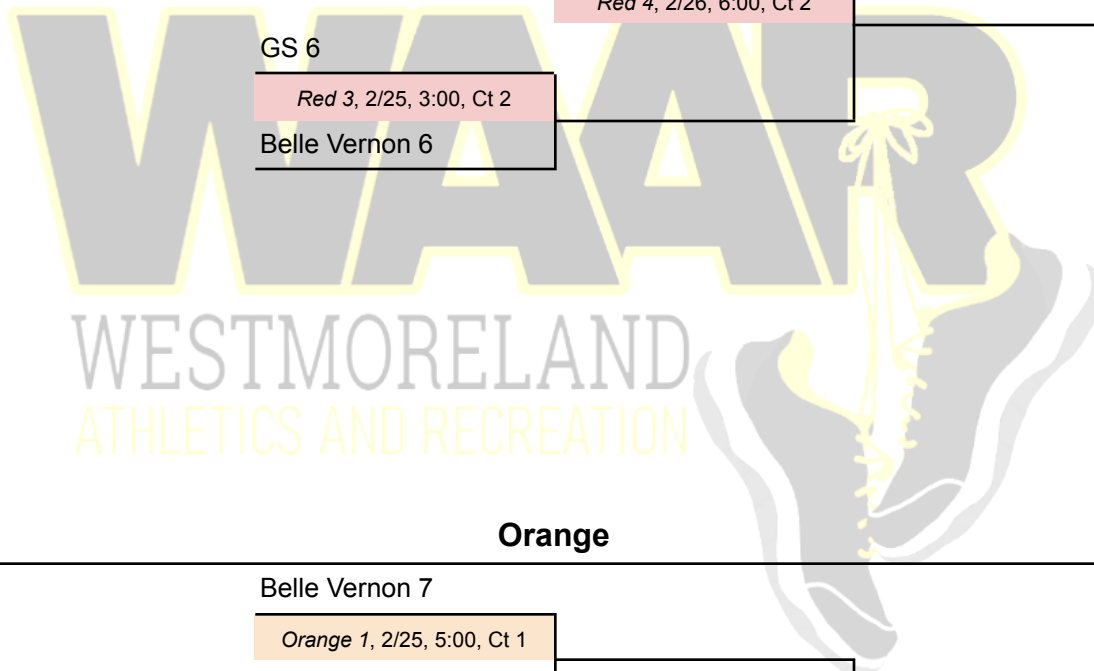 Red 4, 2/26, 6:00, Ct 2
GS 6
Red 3, 2/25, 3:00, Ct 2
Belle Vernon 6
WAAR
WESTMORELAND
ATHLETICS AND RECREATION
Orange
Belle Vernon 7
Orange 1, 2/25, 5:00, Ct 1